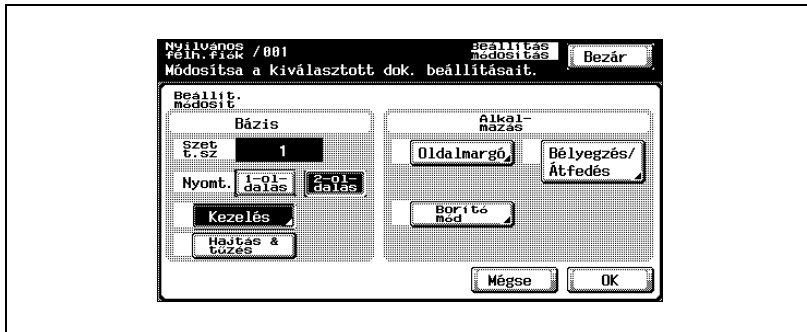 Nyilvános
félh.fiók /001
Beállítás
módosítás
Bezár
Módosítsa a kiválasztott dok. beállításait.
Beállít.
módosít
Bázis
Szet
t.sz
1
Nyomt.
1-ol-
dalas
2-ol-
dalas
Kezelés
Hajtás &
tűzés
Alkal-
mazás
Oldalmargó
Bélyegzés/
Átfedés
Borító
mód
Mégse
OK